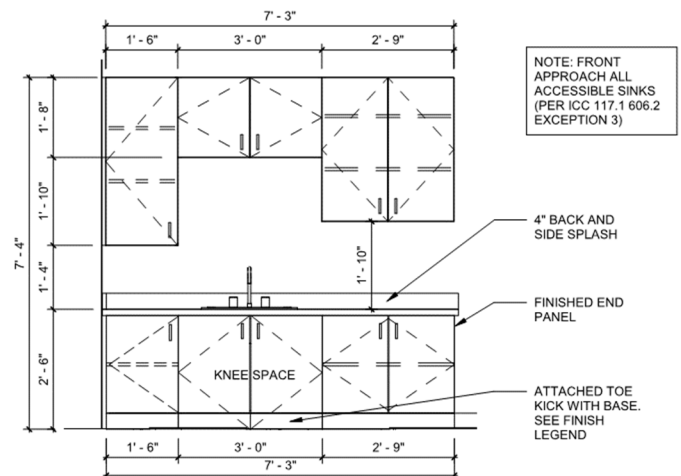 7' - 3"
1' - 6"
3' - 0"
2' - 9"
NOTE: FRONT
APPROACH ALL
ACCESSIBLE SINKS
(PER ICC 117.1 606.2
EXCEPTION 3)
7' - 4"
1' - 8"
1' - 10"
1' - 4"
2' - 6"
1' - 10"
4" BACK AND
SIDE SPLASH
FINISHED END
PANEL
KNEE SPACE
ATTACHED TOE
KICK WITH BASE.
SEE FINISH
LEGEND
1' - 6"
3' - 0"
2' - 9"
7' - 3"